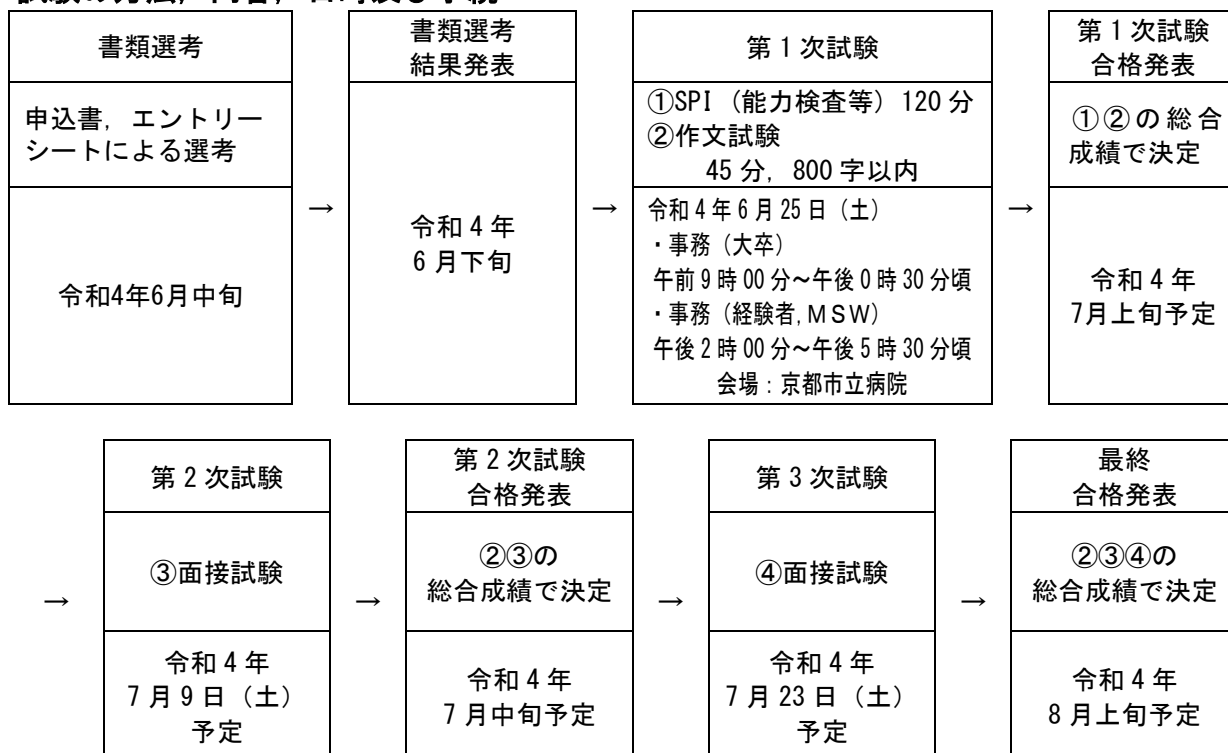 書類選考
申込書，エントリー
シートによる選考
令和4年6月中旬
→
書類選考
結果発表
令和4年
6月下旬
→
第1次試験
①SPI（能力検査等）120分
②作文試験
45分，800字以内
令和4年6月25日（土）
・事務（大卒）
午前9時00分～午後0時30分頃
・事務（経験者，ＭＳＷ）
午後2時00分～午後5時30分頃
会場：京都市立病院
→
第1次試験
合格発表
①②の総合
成績で決定
令和4年
7月上旬予定
→
第2次試験
③面接試験
令和4年
7月9日（土）
予定
→
第2次試験
合格発表
②③の
総合成績で決定
令和4年
7月中旬予定
→
第3次試験
④面接試験
令和4年
7月23日（土）
予定
→
最終
合格発表
②③④の
総合成績で決定
令和4年
8月上旬予定